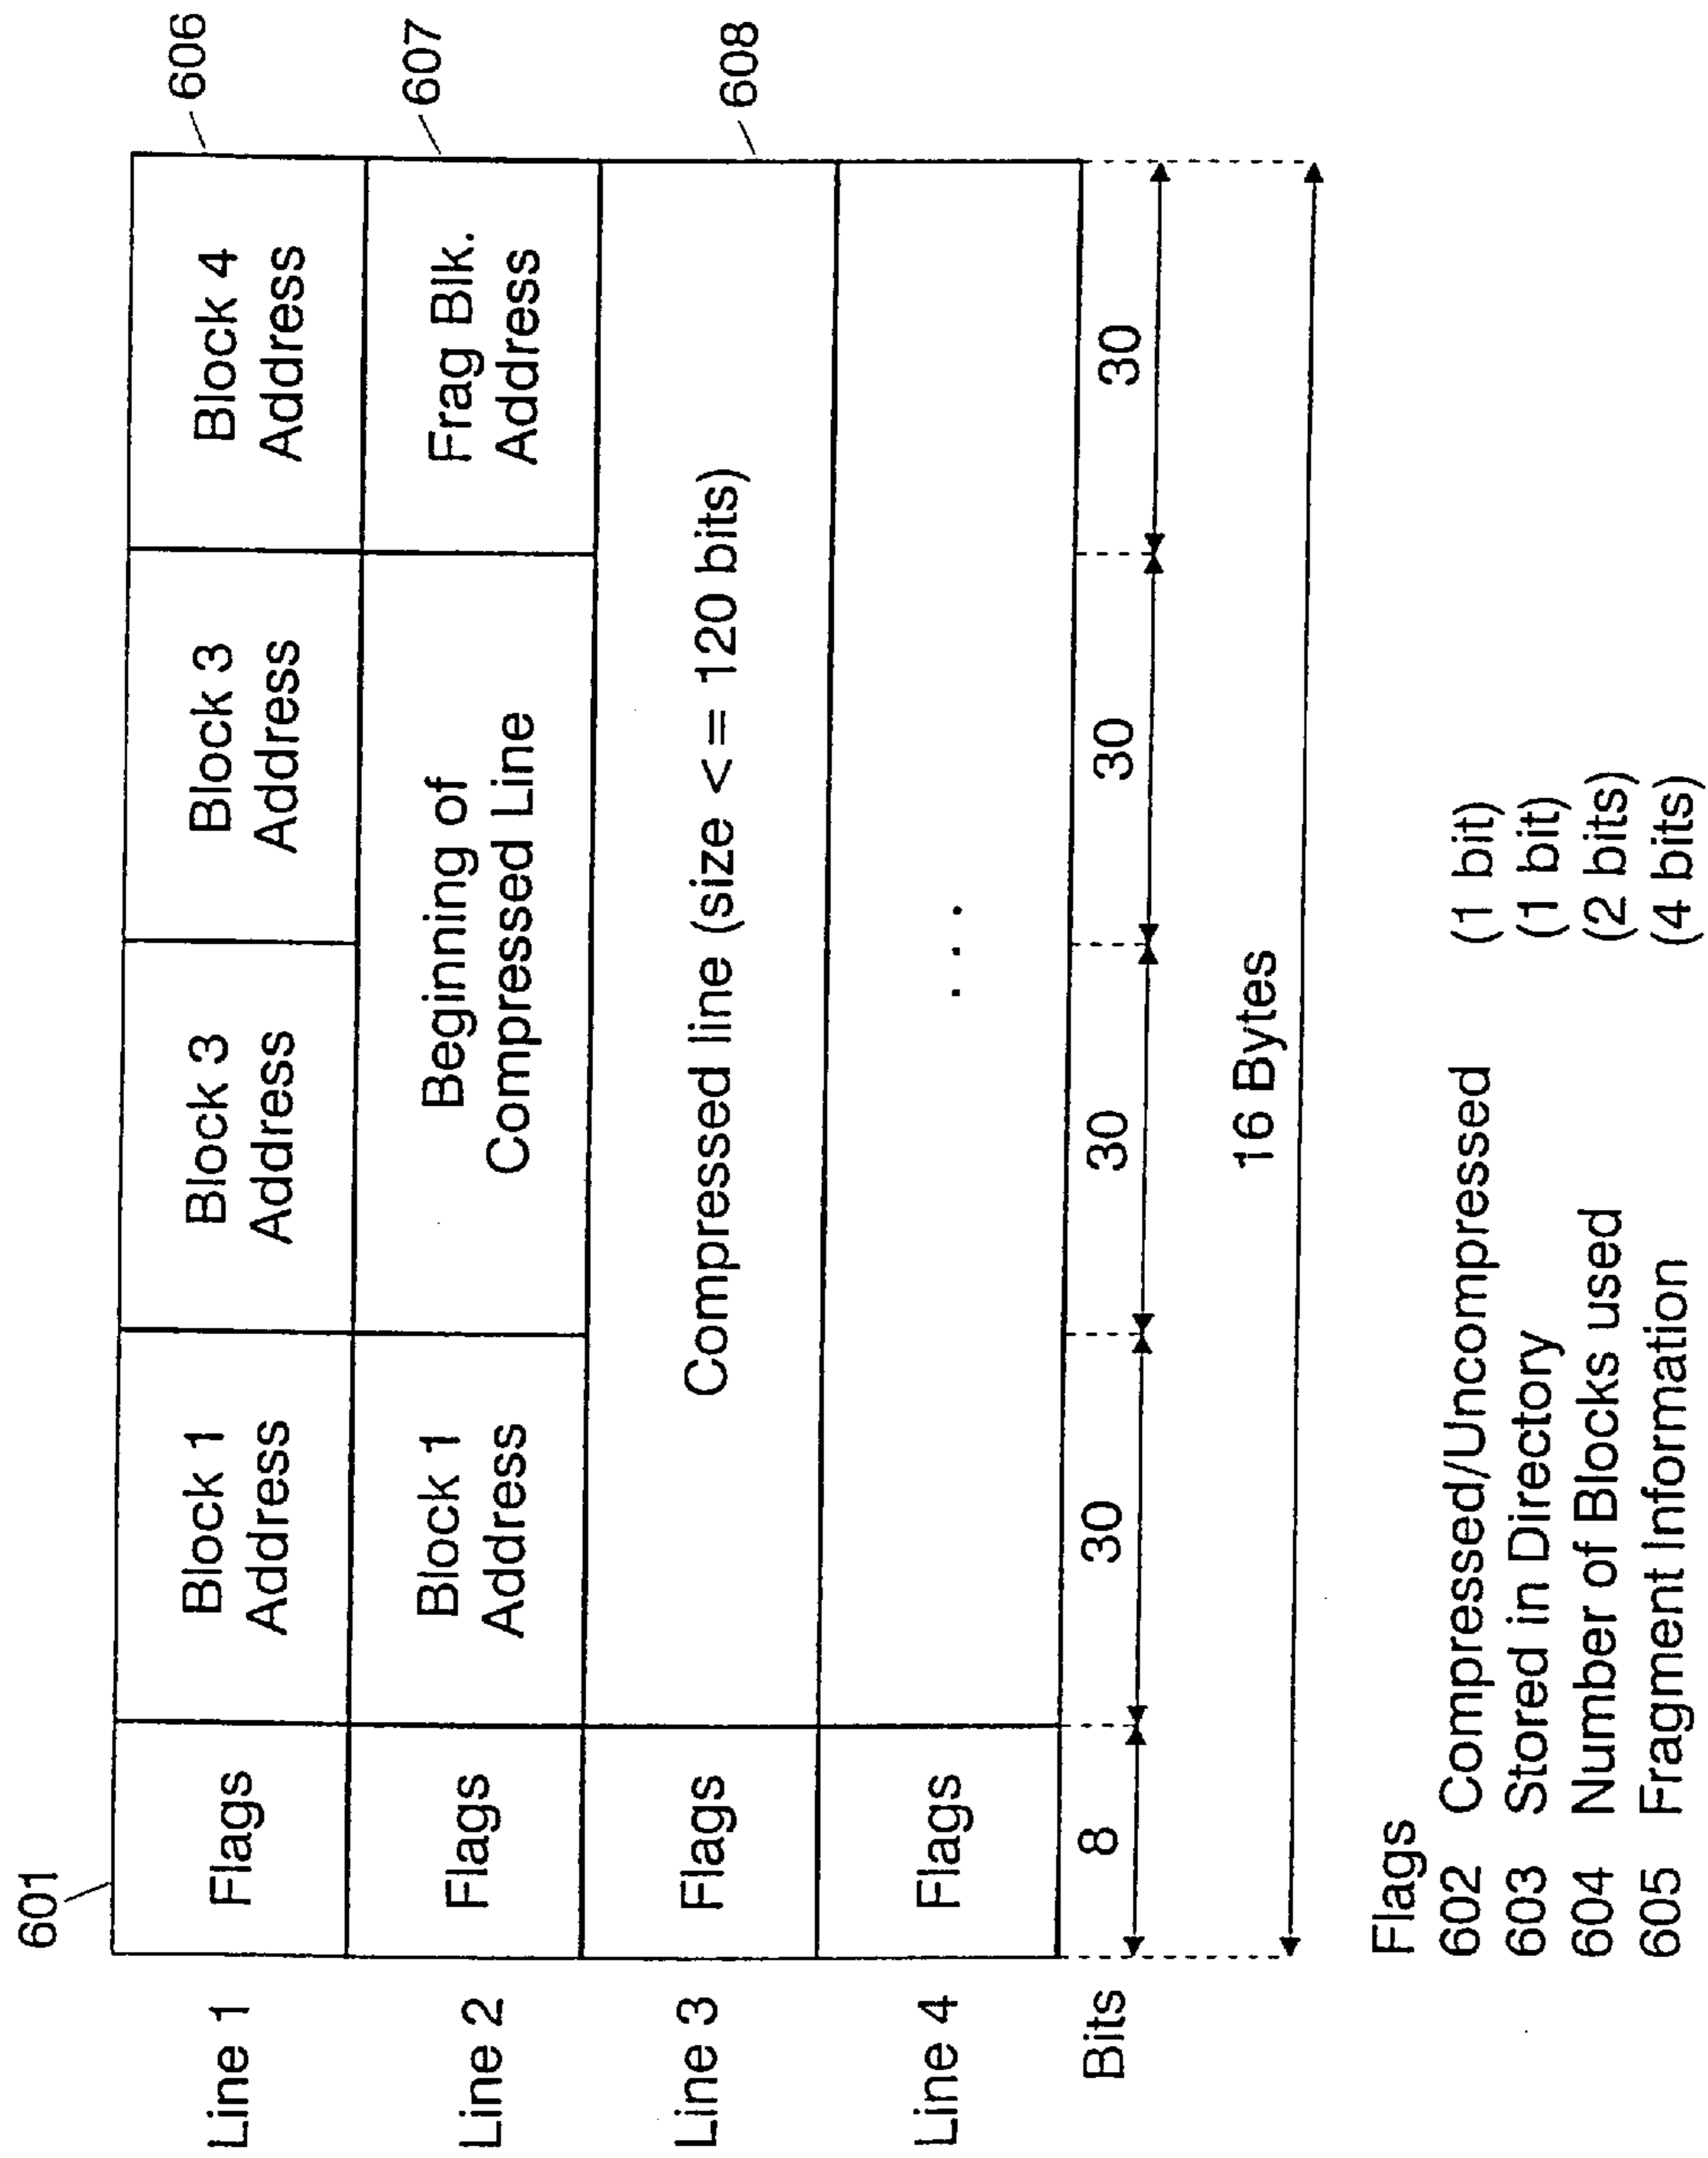 601
606
607
608
Line 1
Flags
Block 1
Address
Block 3
Address
Block 3
Address
Block 4
Address
Line 2
Flags
Block 1
Address
Beginning of
Compressed Line
Frag Blk.
Address
Line 3
Flags
Compressed line (size < = 120 bits)
Line 4
Flags
. . .
Bits
8
30
30
30
30
16 Bytes
Flags
602 Compressed/Uncompressed (1 bit)
603 Stored in Directory (1 bit)
604 Number of Blocks used (2 bits)
605 Fragment Information (4 bits)